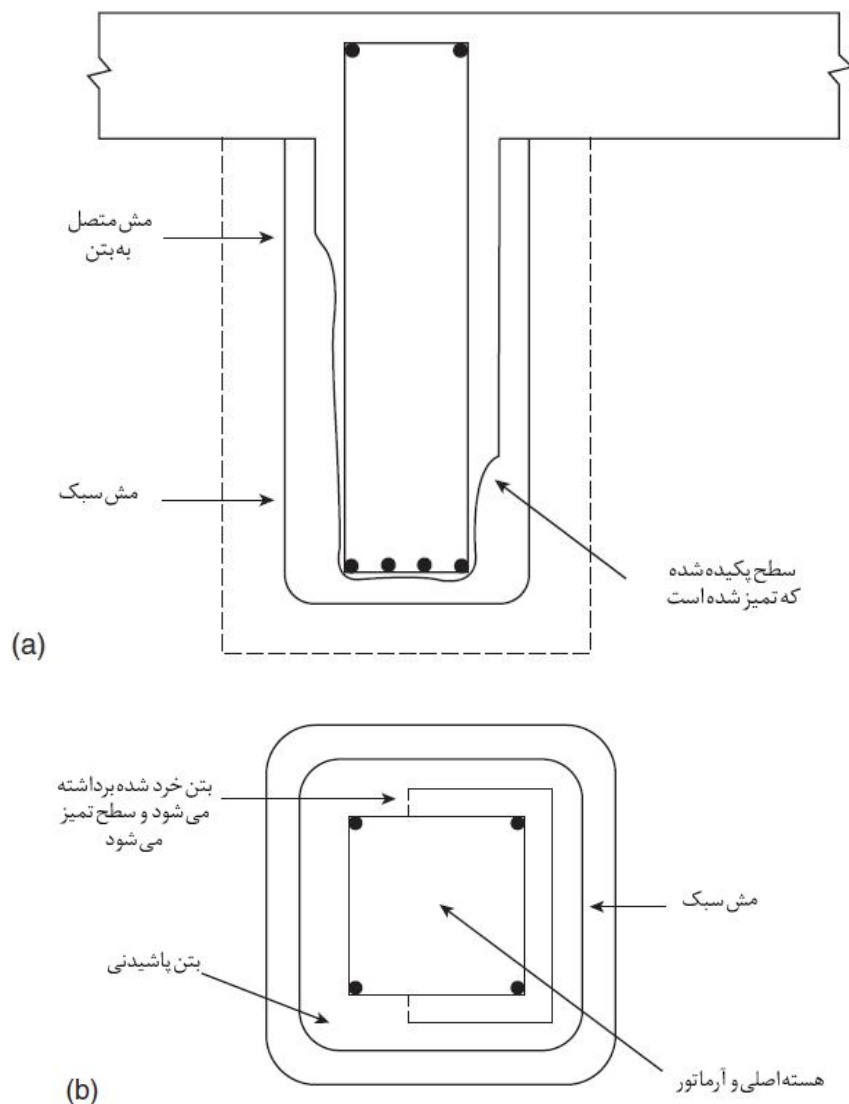 مش متصل
به بتن
مش سبک
سطح پکیده شده
که تمیز شده است
(a)
بتن خرد شده برداشته
می‌شود و سطح تمیز
می‌شود
مش سبک
بتن پاشیدنی
هسته اصلی و آرماتور
(b)